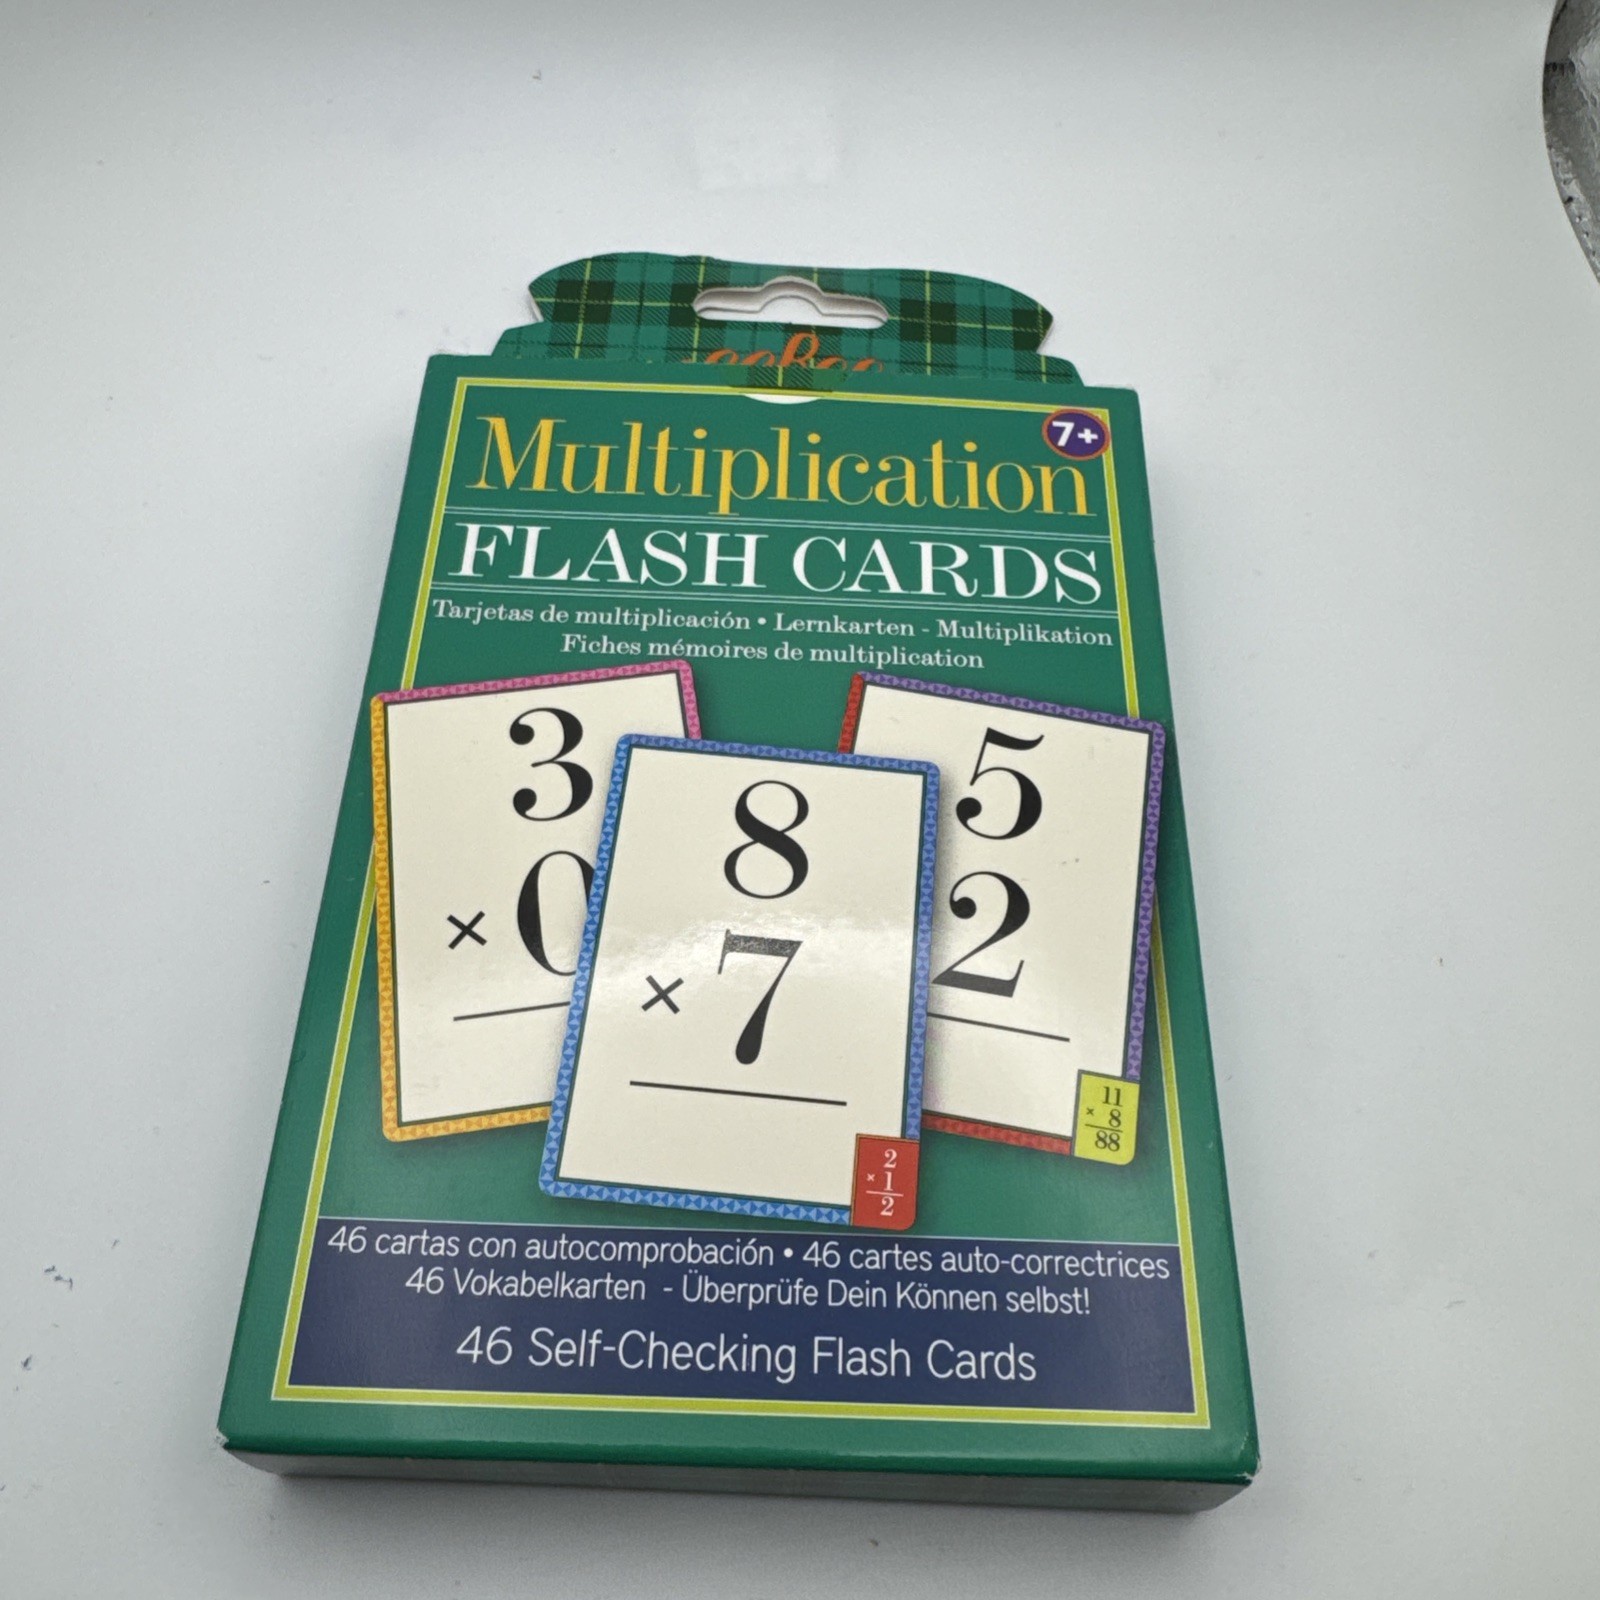 eeBoo
7+
Multiplication
FLASH CARDS
Tarjetas de multiplicación • Lernkarten - Multiplikation
Fiches mémoires de multiplication
3
× 0
8
× 7
2
× 1
2
5
2
11
× 8
88
46 cartas con autocomprobación • 46 cartes auto-correctrices
46 Vokabelkarten - Überprüfe Dein Können selbst!
46 Self-Checking Flash Cards